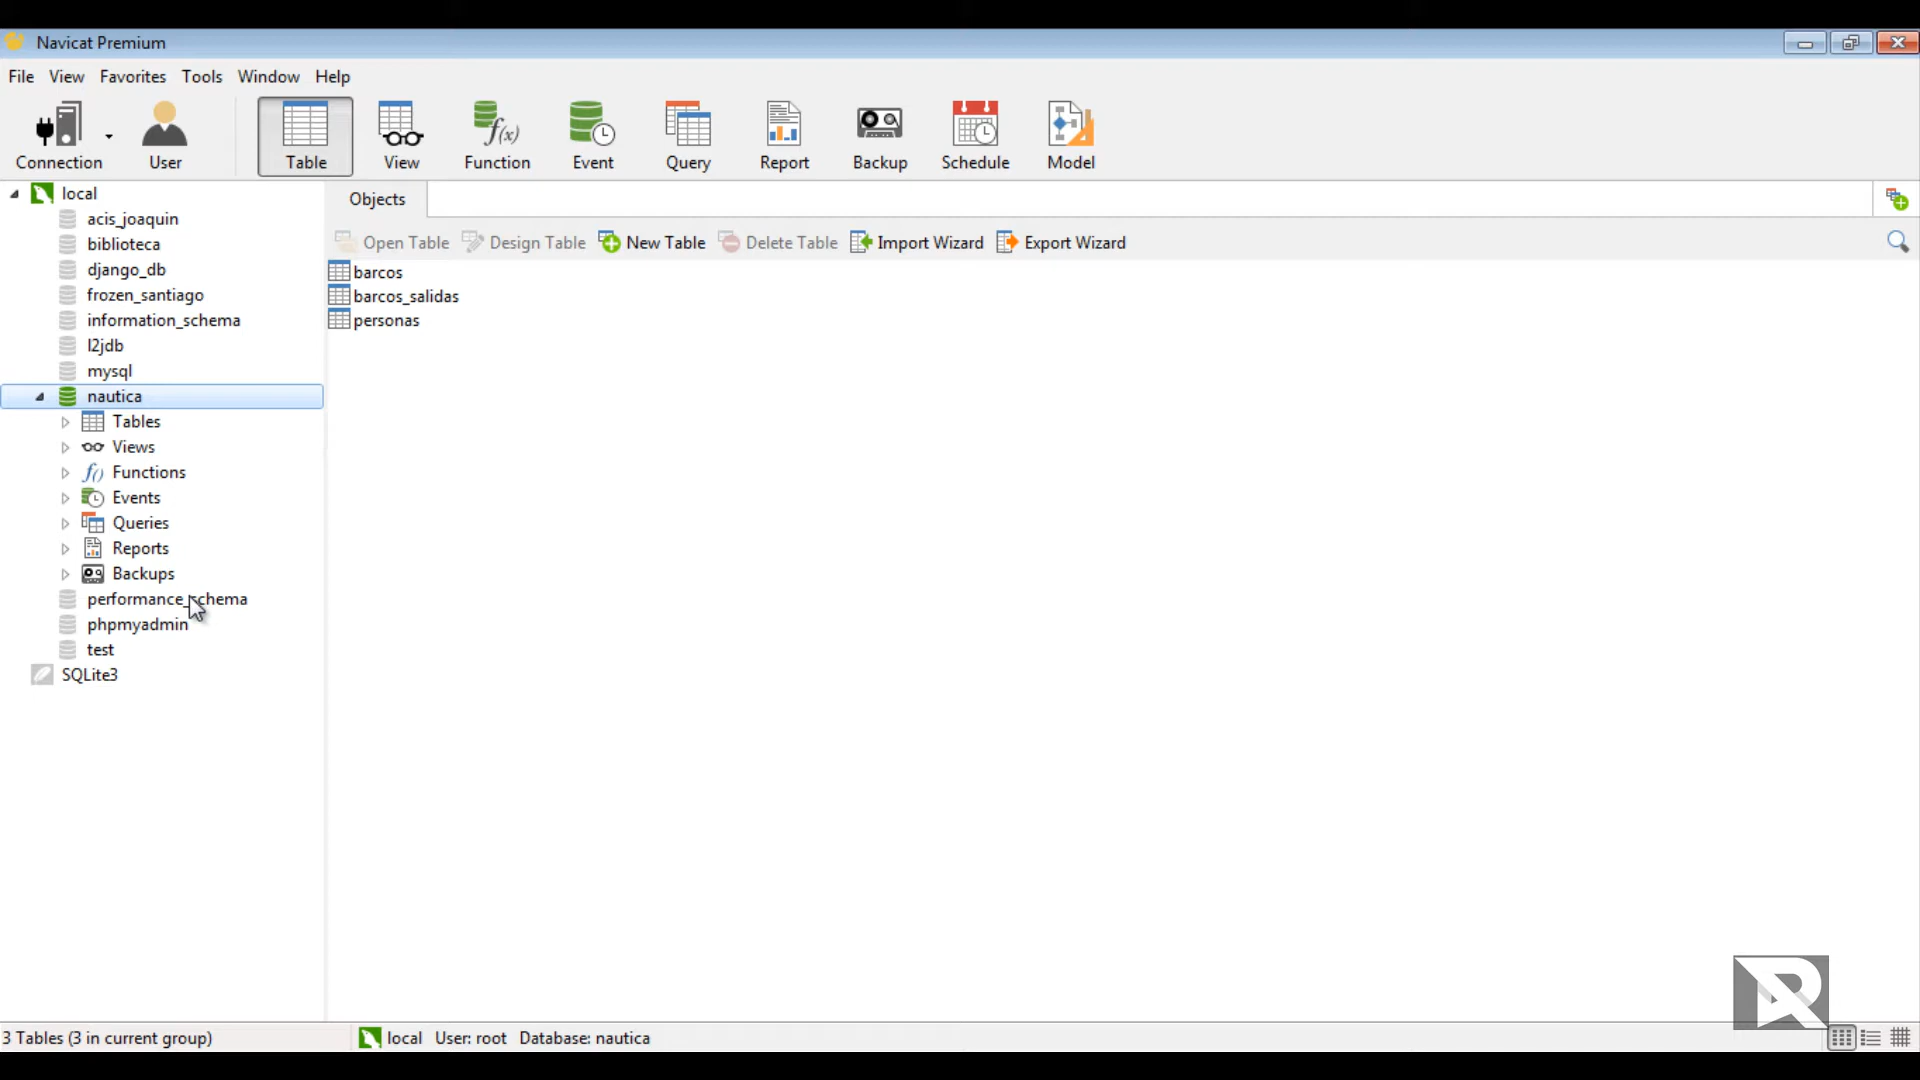 Navicat Premium
File View Favorites Tools Window Help
Connection User Table View Function Event Query Report Backup Schedule Model
local
acis_joaquin
biblioteca
django_db
frozen_santiago
information_schema
l2jdb
mysql
nautica
Tables
Views
Functions
Events
Queries
Reports
Backups
performance_schema
phpmyadmin
test
SQLite3
Objects
Open Table Design Table New Table Delete Table Import Wizard Export Wizard
barcos
barcos_salidas
personas
3 Tables (3 in current group) local User: root Database: nautica